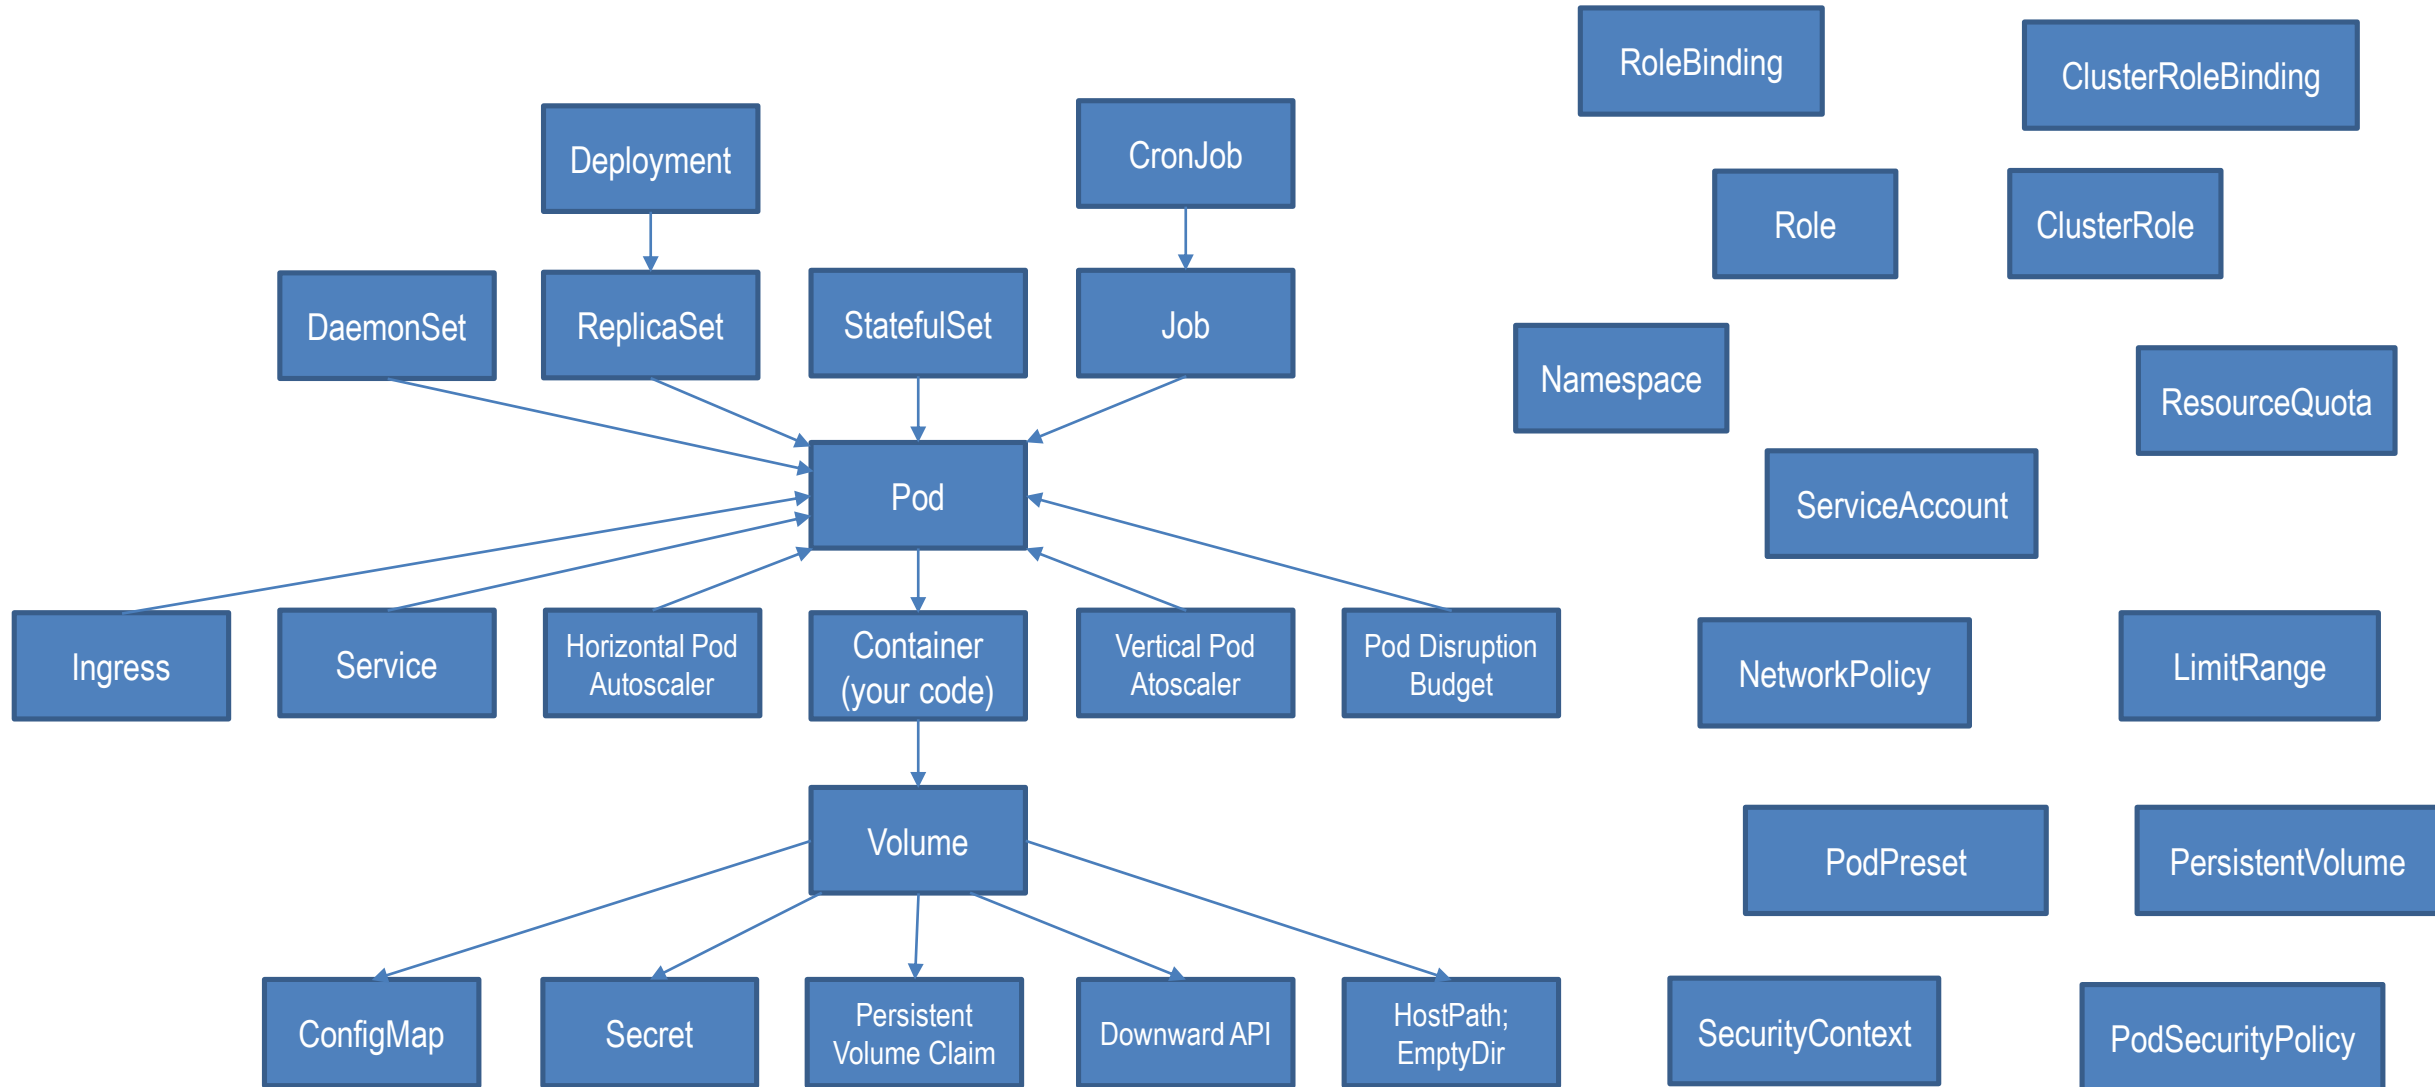 RoleBinding
ClusterRoleBinding
Deployment
CronJob
Role
ClusterRole
DaemonSet
ReplicaSet
StatefulSet
Job
Namespace
ResourceQuota
Pod
ServiceAccount
Ingress
Service
Horizontal Pod
Autoscaler
Container
(your code)
Vertical Pod
Atoscaler
Pod Disruption
Budget
NetworkPolicy
LimitRange
Volume
PodPreset
PersistentVolume
ConfigMap
Secret
Persistent
Volume Claim
Downward API
HostPath;
EmptyDir
SecurityContext
PodSecurityPolicy